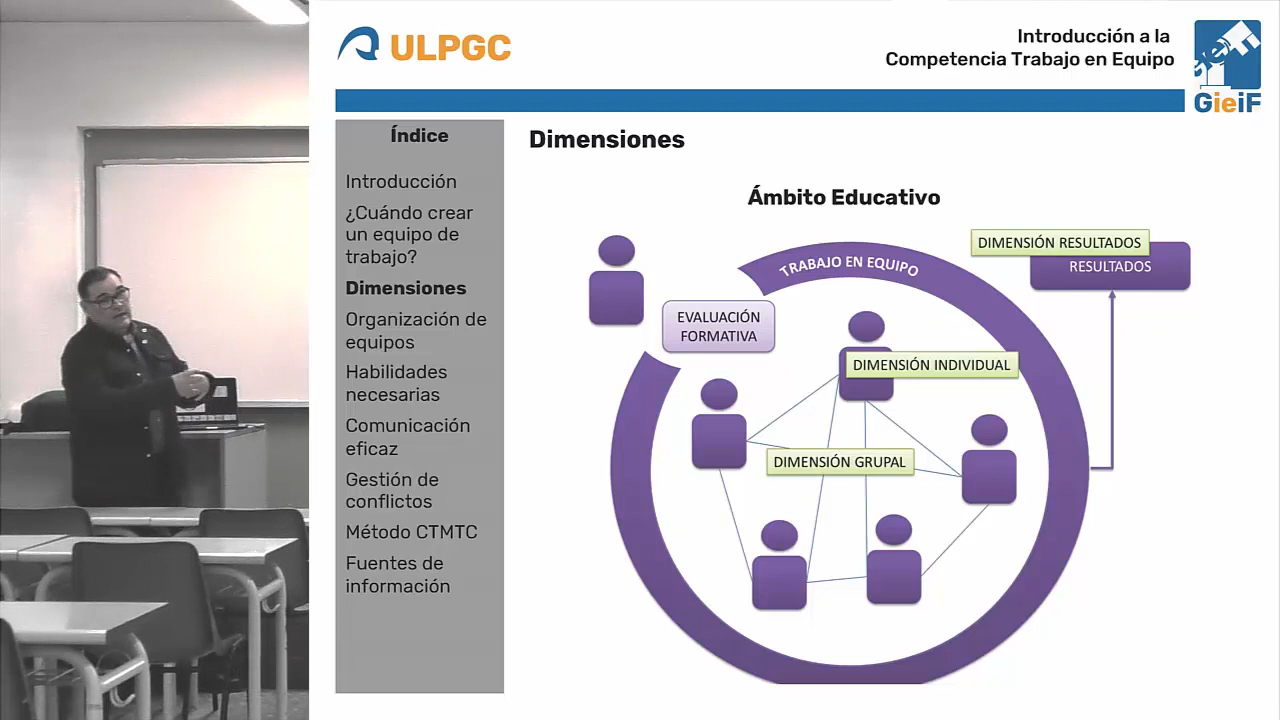 ULPGC
Introducción a la
Competencia Trabajo en Equipo
GieiF
Índice
Introducción
¿Cuándo crear
un equipo de
trabajo?
Dimensiones
Organización de
equipos
Habilidades
necesarias
Comunicación
eficaz
Gestión de
conflictos
Método CTMTC
Fuentes de
información
Dimensiones
Ámbito Educativo
DIMENSIÓN RESULTADOS
RESULTADOS
TRABAJO EN EQUIPO
EVALUACIÓN
FORMATIVA
DIMENSIÓN INDIVIDUAL
DIMENSIÓN GRUPAL